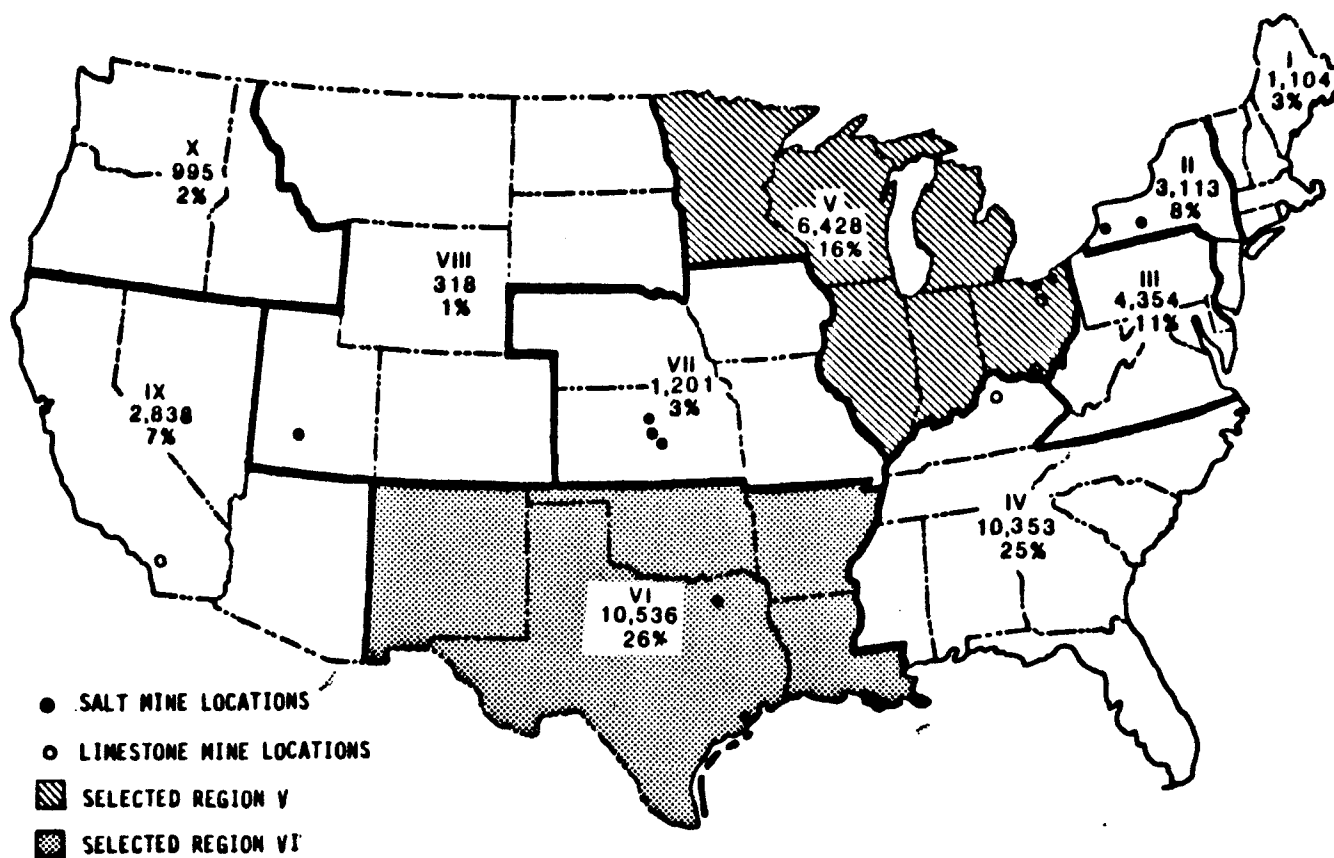 I
1,104
3%
X
995
2%
II
3,113
8%
V
6,428
16%
VIII
318
1%
III
4,354
11%
VII
1,201
3%
IX
2,838
7%
IV
10,353
25%
VI
10,536
26%
SALT MINE LOCATIONS
LIMESTONE MINE LOCATIONS
SELECTED REGION V
SELECTED REGION VI